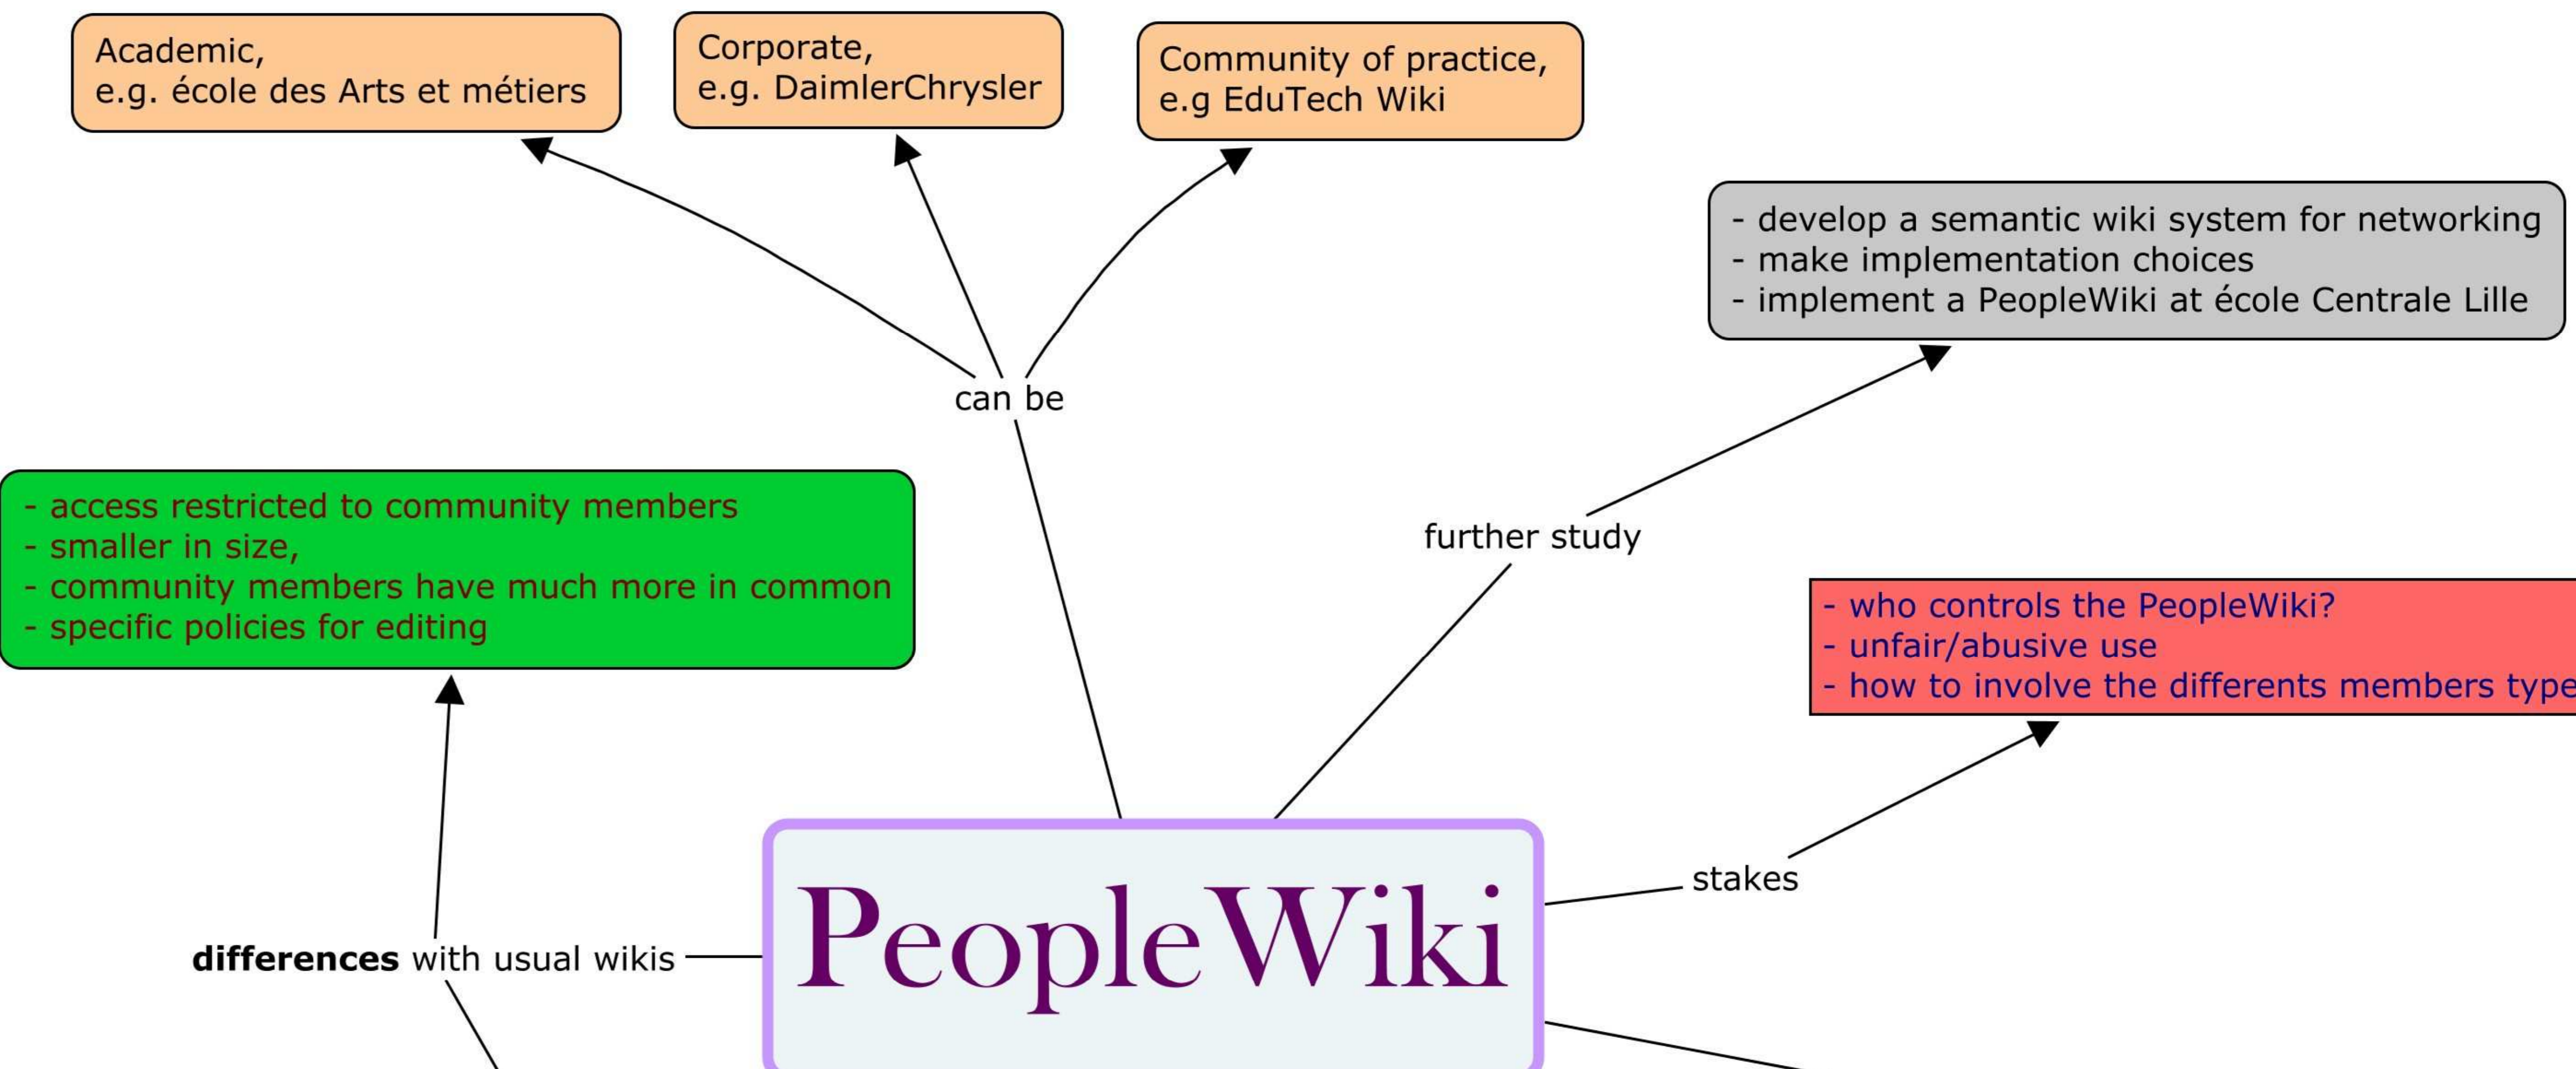 Academic,
e.g. école des Arts et métiers
Corporate,
e.g. DaimlerChrysler
Community of practice,
e.g EduTech Wiki
- develop a semantic wiki system for networking
- make implementation choices
- implement a PeopleWiki at école Centrale Lille
can be
- access restricted to community members
- smaller in size,
- community members have much more in common
- specific policies for editing
further study
- who controls the PeopleWiki?
- unfair/abusive use
- how to involve the differents members type
stakes
differences with usual wikis
PeopleWiki